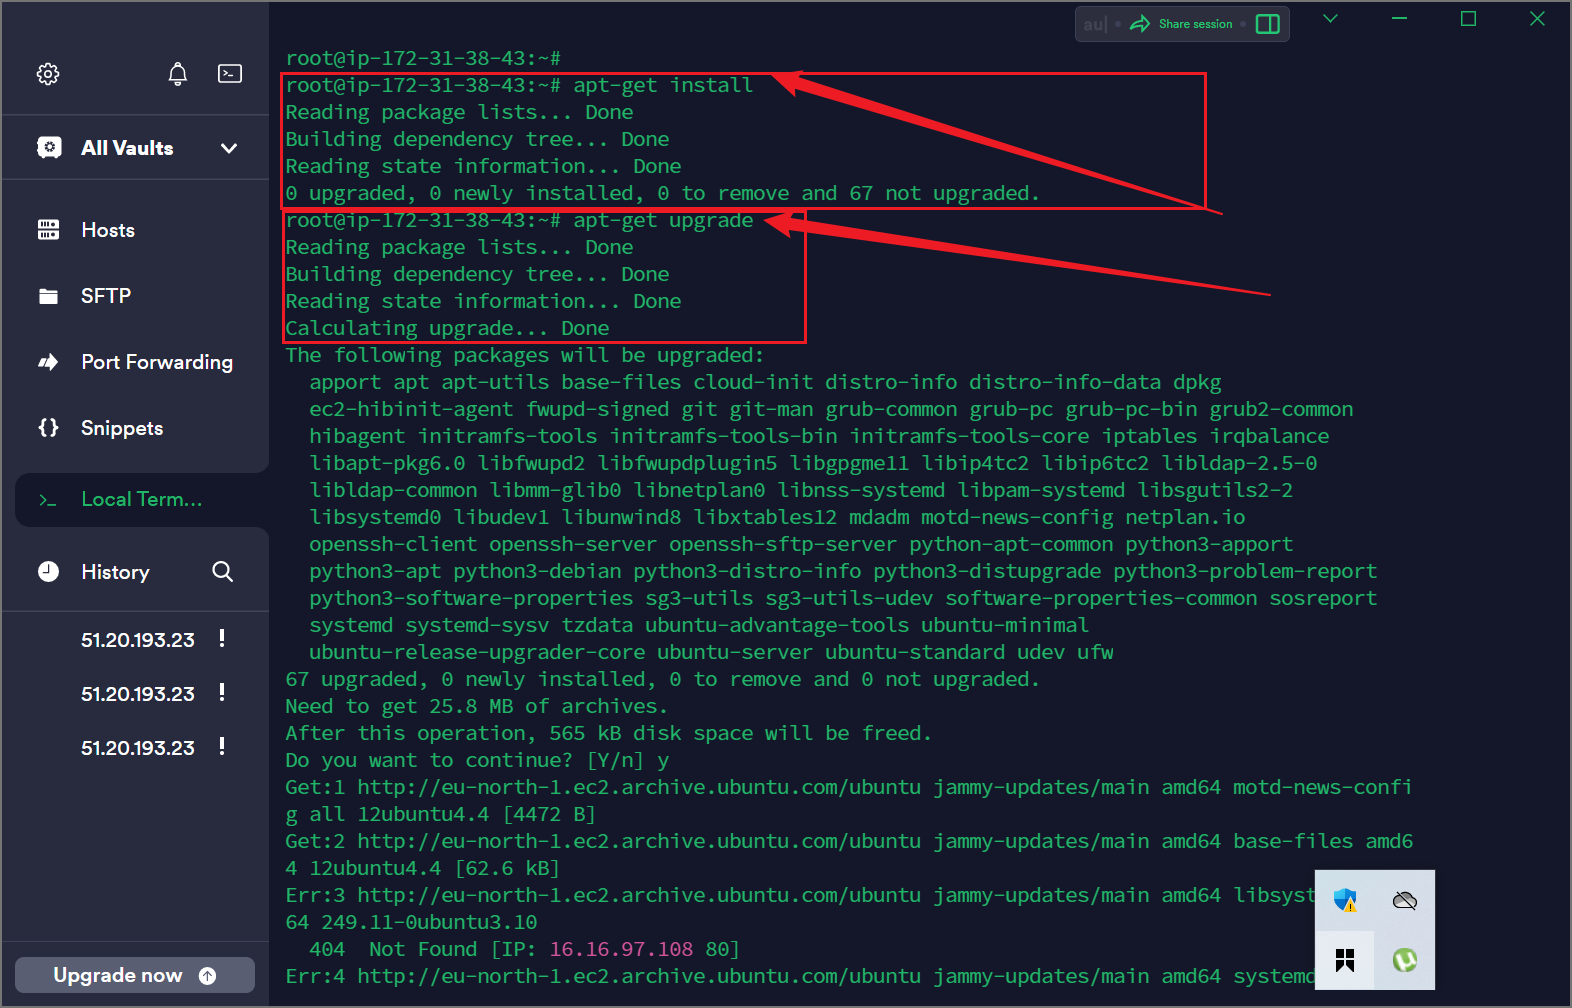 au|
Share session
All Vaults
Hosts
SFTP
Port Forwarding
Snippets
Local Term...
History
51.20.193.23 !
51.20.193.23 !
51.20.193.23 !
Upgrade now
root@ip-172-31-38-43:~#
root@ip-172-31-38-43:~# apt-get install
Reading package lists... Done
Building dependency tree... Done
Reading state information... Done
0 upgraded, 0 newly installed, 0 to remove and 67 not upgraded.
root@ip-172-31-38-43:~# apt-get upgrade
Reading package lists... Done
Building dependency tree... Done
Reading state information... Done
Calculating upgrade... Done
The following packages will be upgraded:
apport apt apt-utils base-files cloud-init distro-info distro-info-data dpkg
ec2-hibinit-agent fwupd-signed git git-man grub-common grub-pc grub-pc-bin grub2-common
hibagent initramfs-tools initramfs-tools-bin initramfs-tools-core iptables irqbalance
libapt-pkg6.0 libfwupd2 libfwupdplugin5 libgpgme11 libip4tc2 libip6tc2 libldap-2.5-0
libldap-common libmm-glib0 libnetplan0 libnss-systemd libpam-systemd libsgutils2-2
libsystemd0 libudev1 libunwind8 libxtables12 mdadm motd-news-config netplan.io
openssh-client openssh-server openssh-sftp-server python-apt-common python3-apport
python3-apt python3-debian python3-distro-info python3-distupgrade python3-problem-report
python3-software-properties sg3-utils sg3-utils-udev software-properties-common sosreport
systemd systemd-sysv tzdata ubuntu-advantage-tools ubuntu-minimal
ubuntu-release-upgrader-core ubuntu-server ubuntu-standard udev ufw
67 upgraded, 0 newly installed, 0 to remove and 0 not upgraded.
Need to get 25.8 MB of archives.
After this operation, 565 kB disk space will be freed.
Do you want to continue? [Y/n] y
Get:1 http://eu-north-1.ec2.archive.ubuntu.com/ubuntu jammy-updates/main amd64 motd-news-confi
g all 12ubuntu4.4 [4472 B]
Get:2 http://eu-north-1.ec2.archive.ubuntu.com/ubuntu jammy-updates/main amd64 base-files amd6
4 12ubuntu4.4 [62.6 kB]
Err:3 http://eu-north-1.ec2.archive.ubuntu.com/ubuntu jammy-updates/main amd64 libsyst
64 249.11-0ubuntu3.10
404  Not Found [IP: 16.16.97.108 80]
Err:4 http://eu-north-1.ec2.archive.ubuntu.com/ubuntu jammy-updates/main amd64 systemd